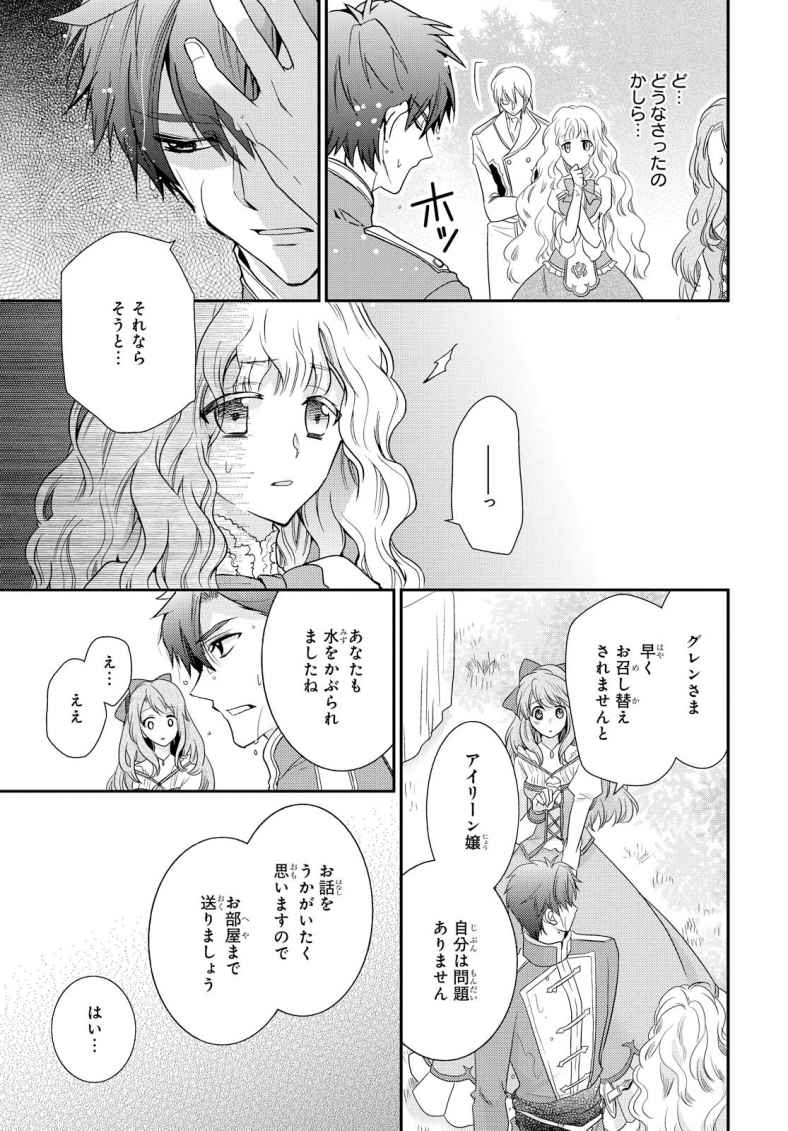 ど…
どうなさったの
かしら…
ホッ
それなら
そうと…
──っ
グレンさま
早く
お召し替え
されませんと
アイリーン嬢
自分は問題
ありません
あなたも
水をかぶられ
ましたね
え…
ええ
お話を
うかがいたく
思いますので
お部屋まで
送りましょう
はい…